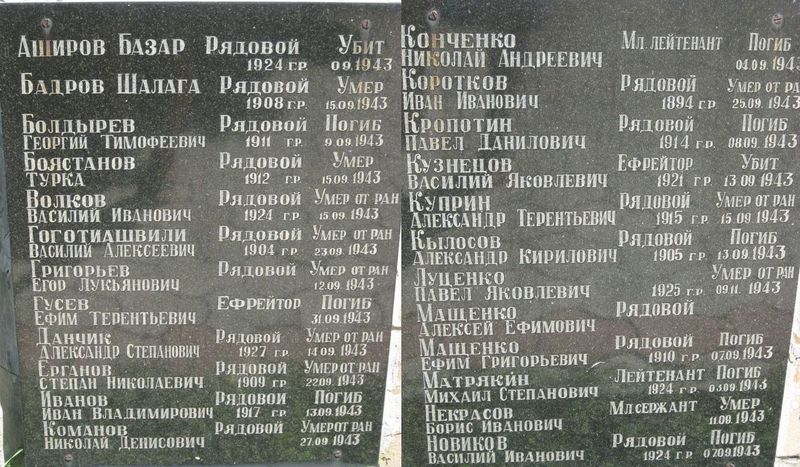 Аширов Базар Рядовой Убит
1924 г.р. 09.1943
Бадров Шалага Рядовой Умер
1908 г.р. 15.09.1943
Болдырев Рядовой Погиб
Георгий Тимофеевич 1911 г.р. 9.09.1943
Боястанов Рядовой Умер
Турка 1912 г.р. 15.09.1943
Волков Рядовой Умер от ран
Василий Иванович 1924 г.р. 15.09.1943
Гоготиашвили Рядовой Умер от ран
Василий Алексеевич 1904 г.р. 23.09.1943
Григорьев Рядовой Умер от ран
Егор Лукьянович 12.09.1943
Гусев Ефрейтор Погиб
Ефим Терентьевич 31.09.1943
Данчик Рядовой Умер от ран
Александр Степанович 1927 г.р. 14.09.1943
Ерганов Рядовой Умер от ран
Степан Николаевич 1909 г.р. 22.09.1943
Иванов Рядовой Погиб
Иван Владимирович 1917 г.р. 13.09.1943
Команов Рядовой Умер от ран
Николай Денисович 27.09.1943
Конченко Мл. лейтенант Погиб
Николай Андреевич 04.09.1943
Коротков Рядовой Умер от ран
Иван Иванович 1894 г.р. 25.09.1943
Кропотин Рядовой Погиб
Павел Данилович 1914 г.р. 08.09.1943
Кузнецов Ефрейтор Убит
Василий Яковлевич 1921 г.р. 13.09.1943
Куприн Рядовой Умер от ран
Александр Терентьевич 1915 г.р. 15.09.1943
Кылосов Рядовой Погиб
Александр Кирилович 1905 г.р. 13.09.1943
Луценко Умер от ран
Павел Яковлевич 1925 г.р. 09.11.1943
Мащенко Рядовой
Алексей Ефимович
Мащенко Рядовой Погиб
Ефим Григорьевич 1910 г.р. 07.09.1943
Матрякин Лейтенант Погиб
Михаил Степанович 1924 г.р. 03.09.1943
Некрасов Мл сержант Умер
Борис Иванович 11.09.1943
Новиков Рядовой Погиб
Василий Иванович 1924 г.р. 07.09.1943